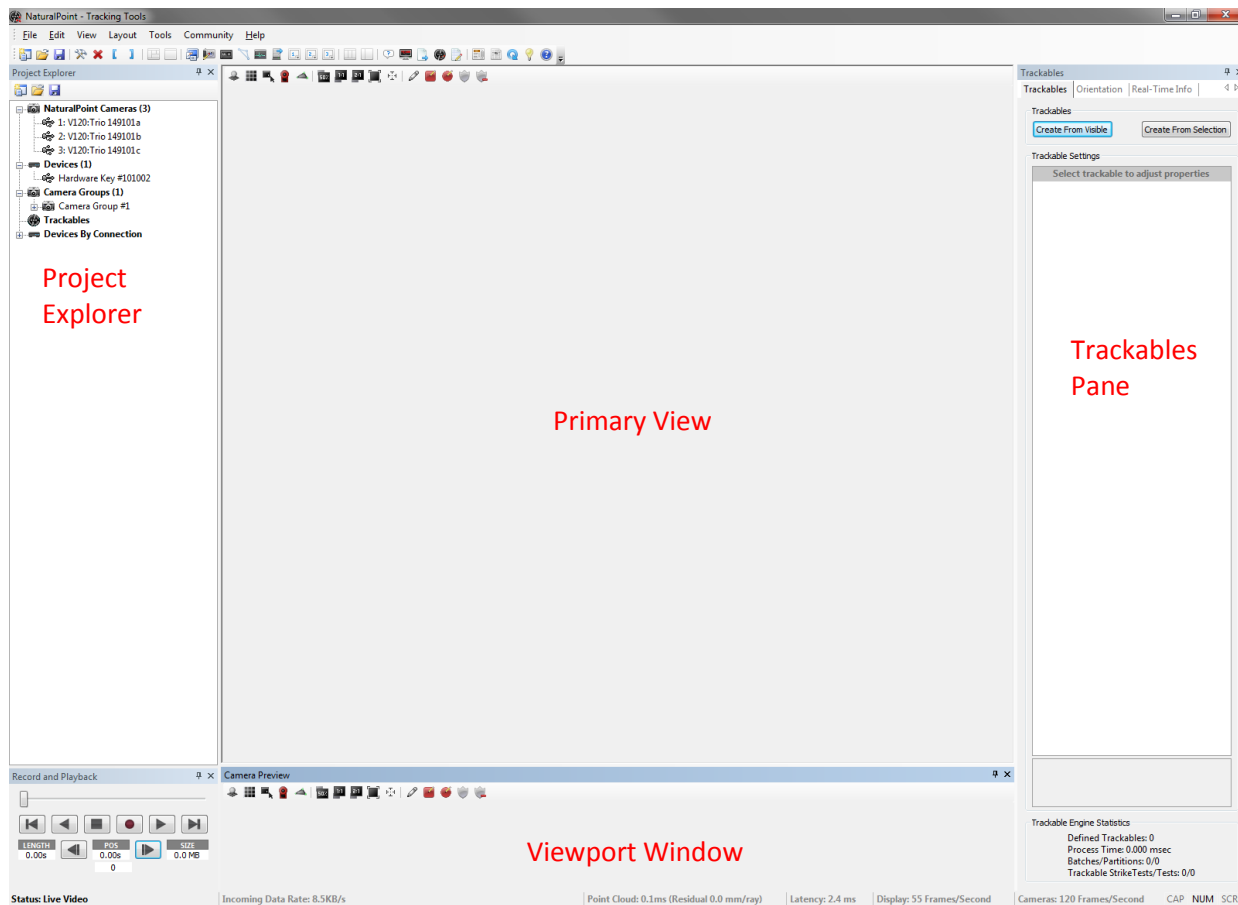 NaturalPoint - Tracking Tools
File Edit View Layout Tools Community Help
Project Explorer
NaturalPoint Cameras (3)
1: V120:Trio 149101a
2: V120:Trio 149101b
3: V120:Trio 149101c
Devices (1)
Hardware Key #101002
Camera Groups (1)
Camera Group #1
Trackables
Devices By Connection
Project
Explorer
Primary View
Trackables
Trackables Orientation Real-Time Info
Trackables
Create From Visible Create From Selection
Trackable Settings
Select trackable to adjust properties
Trackables
Pane
Record and Playback
LENGTH POS SIZE
0.00s 0.00s 0.0 MB
0
Camera Preview
50%
Viewport Window
Trackable Engine Statistics
Defined Trackables: 0
Process Time: 0.000 msec
Batches/Partitions: 0/0
Trackable StrikeTests/Tests: 0/0
Status: Live Video Incoming Data Rate: 8.5KB/s Point Cloud: 0.1ms (Residual 0.0 mm/ray) Latency: 2.4 ms Display: 55 Frames/Second Cameras: 120 Frames/Second CAP NUM SCR